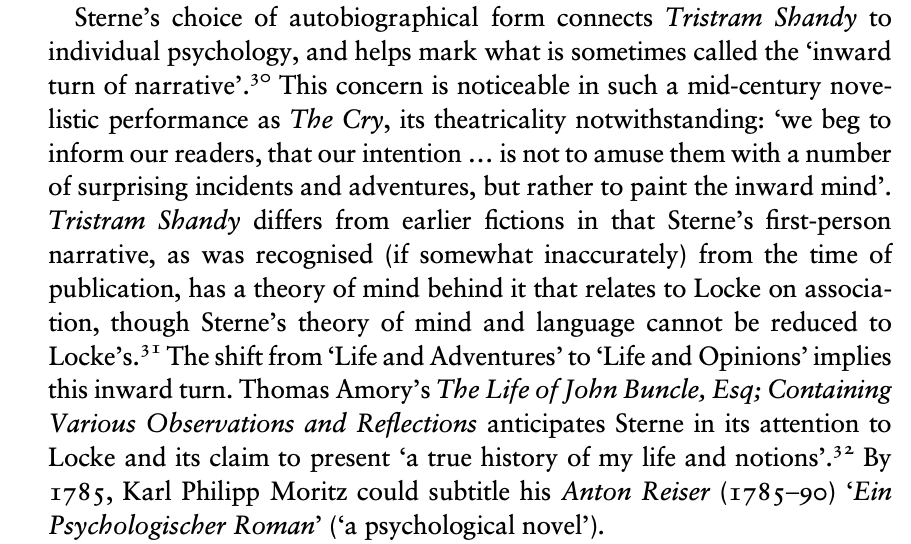 Sterne’s choice of autobiographical form connects Tristram Shandy to
individual psychology, and helps mark what is sometimes called the ‘inward
turn of narrative’.³⁰ This concern is noticeable in such a mid-century nove-
listic performance as The Cry, its theatricality notwithstanding: ‘we beg to
inform our readers, that our intention … is not to amuse them with a number
of surprising incidents and adventures, but rather to paint the inward mind’.
Tristram Shandy differs from earlier fictions in that Sterne’s first-person
narrative, as was recognised (if somewhat inaccurately) from the time of
publication, has a theory of mind behind it that relates to Locke on associa-
tion, though Sterne’s theory of mind and language cannot be reduced to
Locke’s.³¹ The shift from ‘Life and Adventures’ to ‘Life and Opinions’ implies
this inward turn. Thomas Amory’s The Life of John Buncle, Esq; Containing
Various Observations and Reflections anticipates Sterne in its attention to
Locke and its claim to present ‘a true history of my life and notions’.³² By
1785, Karl Philipp Moritz could subtitle his Anton Reiser (1785–90) ‘Ein
Psychologischer Roman’ (‘a psychological novel’).